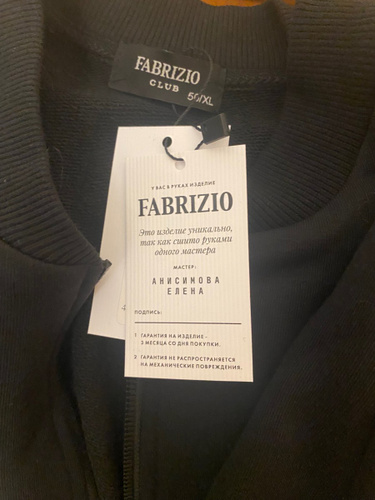 FABRIZIO
CLUB
50/XL
У ВАС В РУКАХ ИЗДЕЛИЕ
FABRIZIO
Это изделие уникально,
так как сшито руками
одного мастера
МАСТЕР:
АНИСИМОВА
ЕЛЕНА
ПОДПИСЬ:
1 ГАРАНТИЯ НА ИЗДЕЛИЕ -
3 МЕСЯЦА СО ДНЯ ПОКУПКИ.
2 ГАРАНТИЯ НЕ РАСПРОСТРАНЯЕТСЯ
НА МЕХАНИЧЕСКИЕ ПОВРЕЖДЕНИЯ.